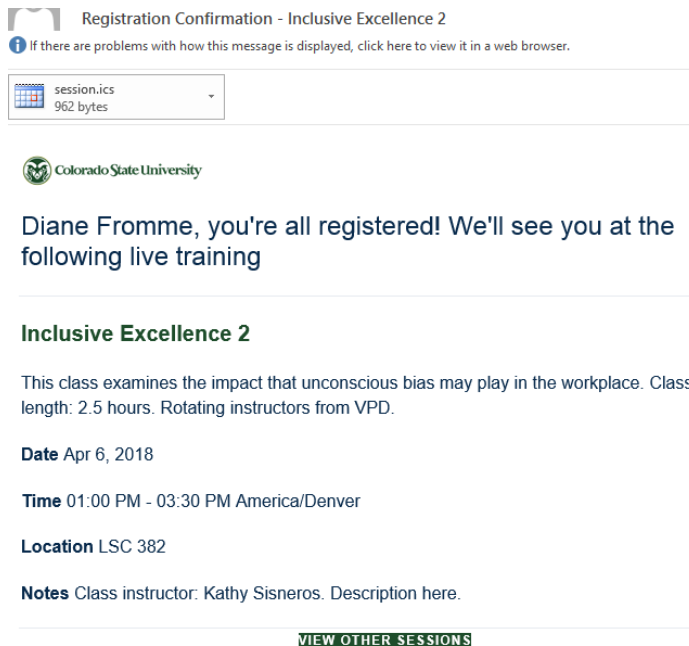 Registration Confirmation - Inclusive Excellence 2
If there are problems with how this message is displayed, click here to view it in a web browser.
session.ics
962 bytes
Colorado State University
Diane Fromme, you're all registered! We'll see you at the
following live training
Inclusive Excellence 2
This class examines the impact that unconscious bias may play in the workplace. Class
length: 2.5 hours. Rotating instructors from VPD.
Date Apr 6, 2018
Time 01:00 PM - 03:30 PM America/Denver
Location LSC 382
Notes Class instructor: Kathy Sisneros. Description here.
VIEW OTHER SESSIONS